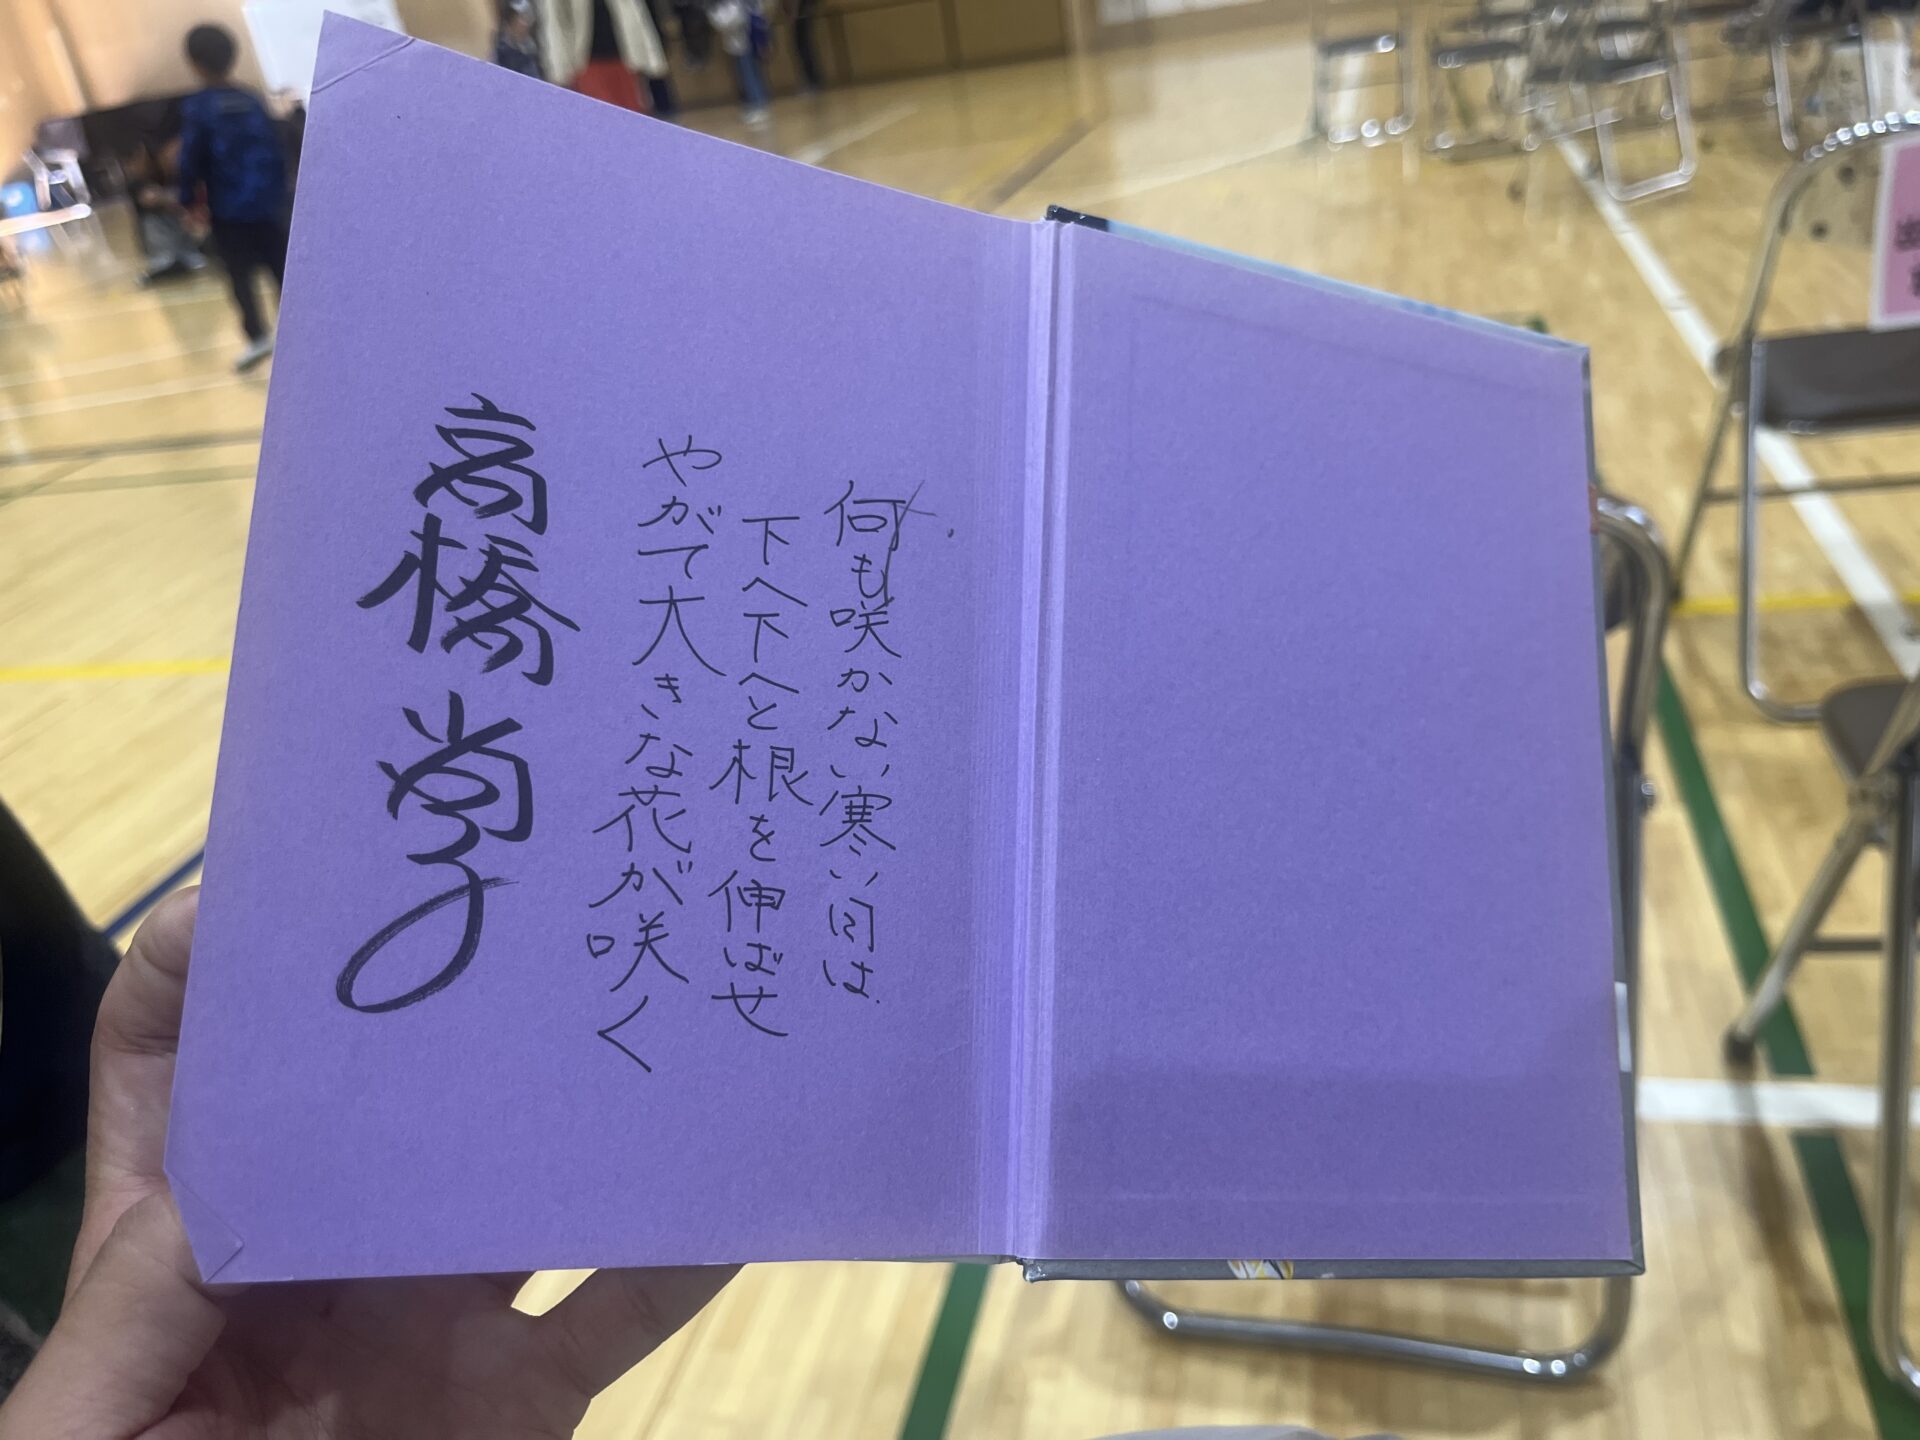 何も咲かない寒い日は
下へ下へと根を伸ばせ
やがて大きな花が咲く
高橋尚子